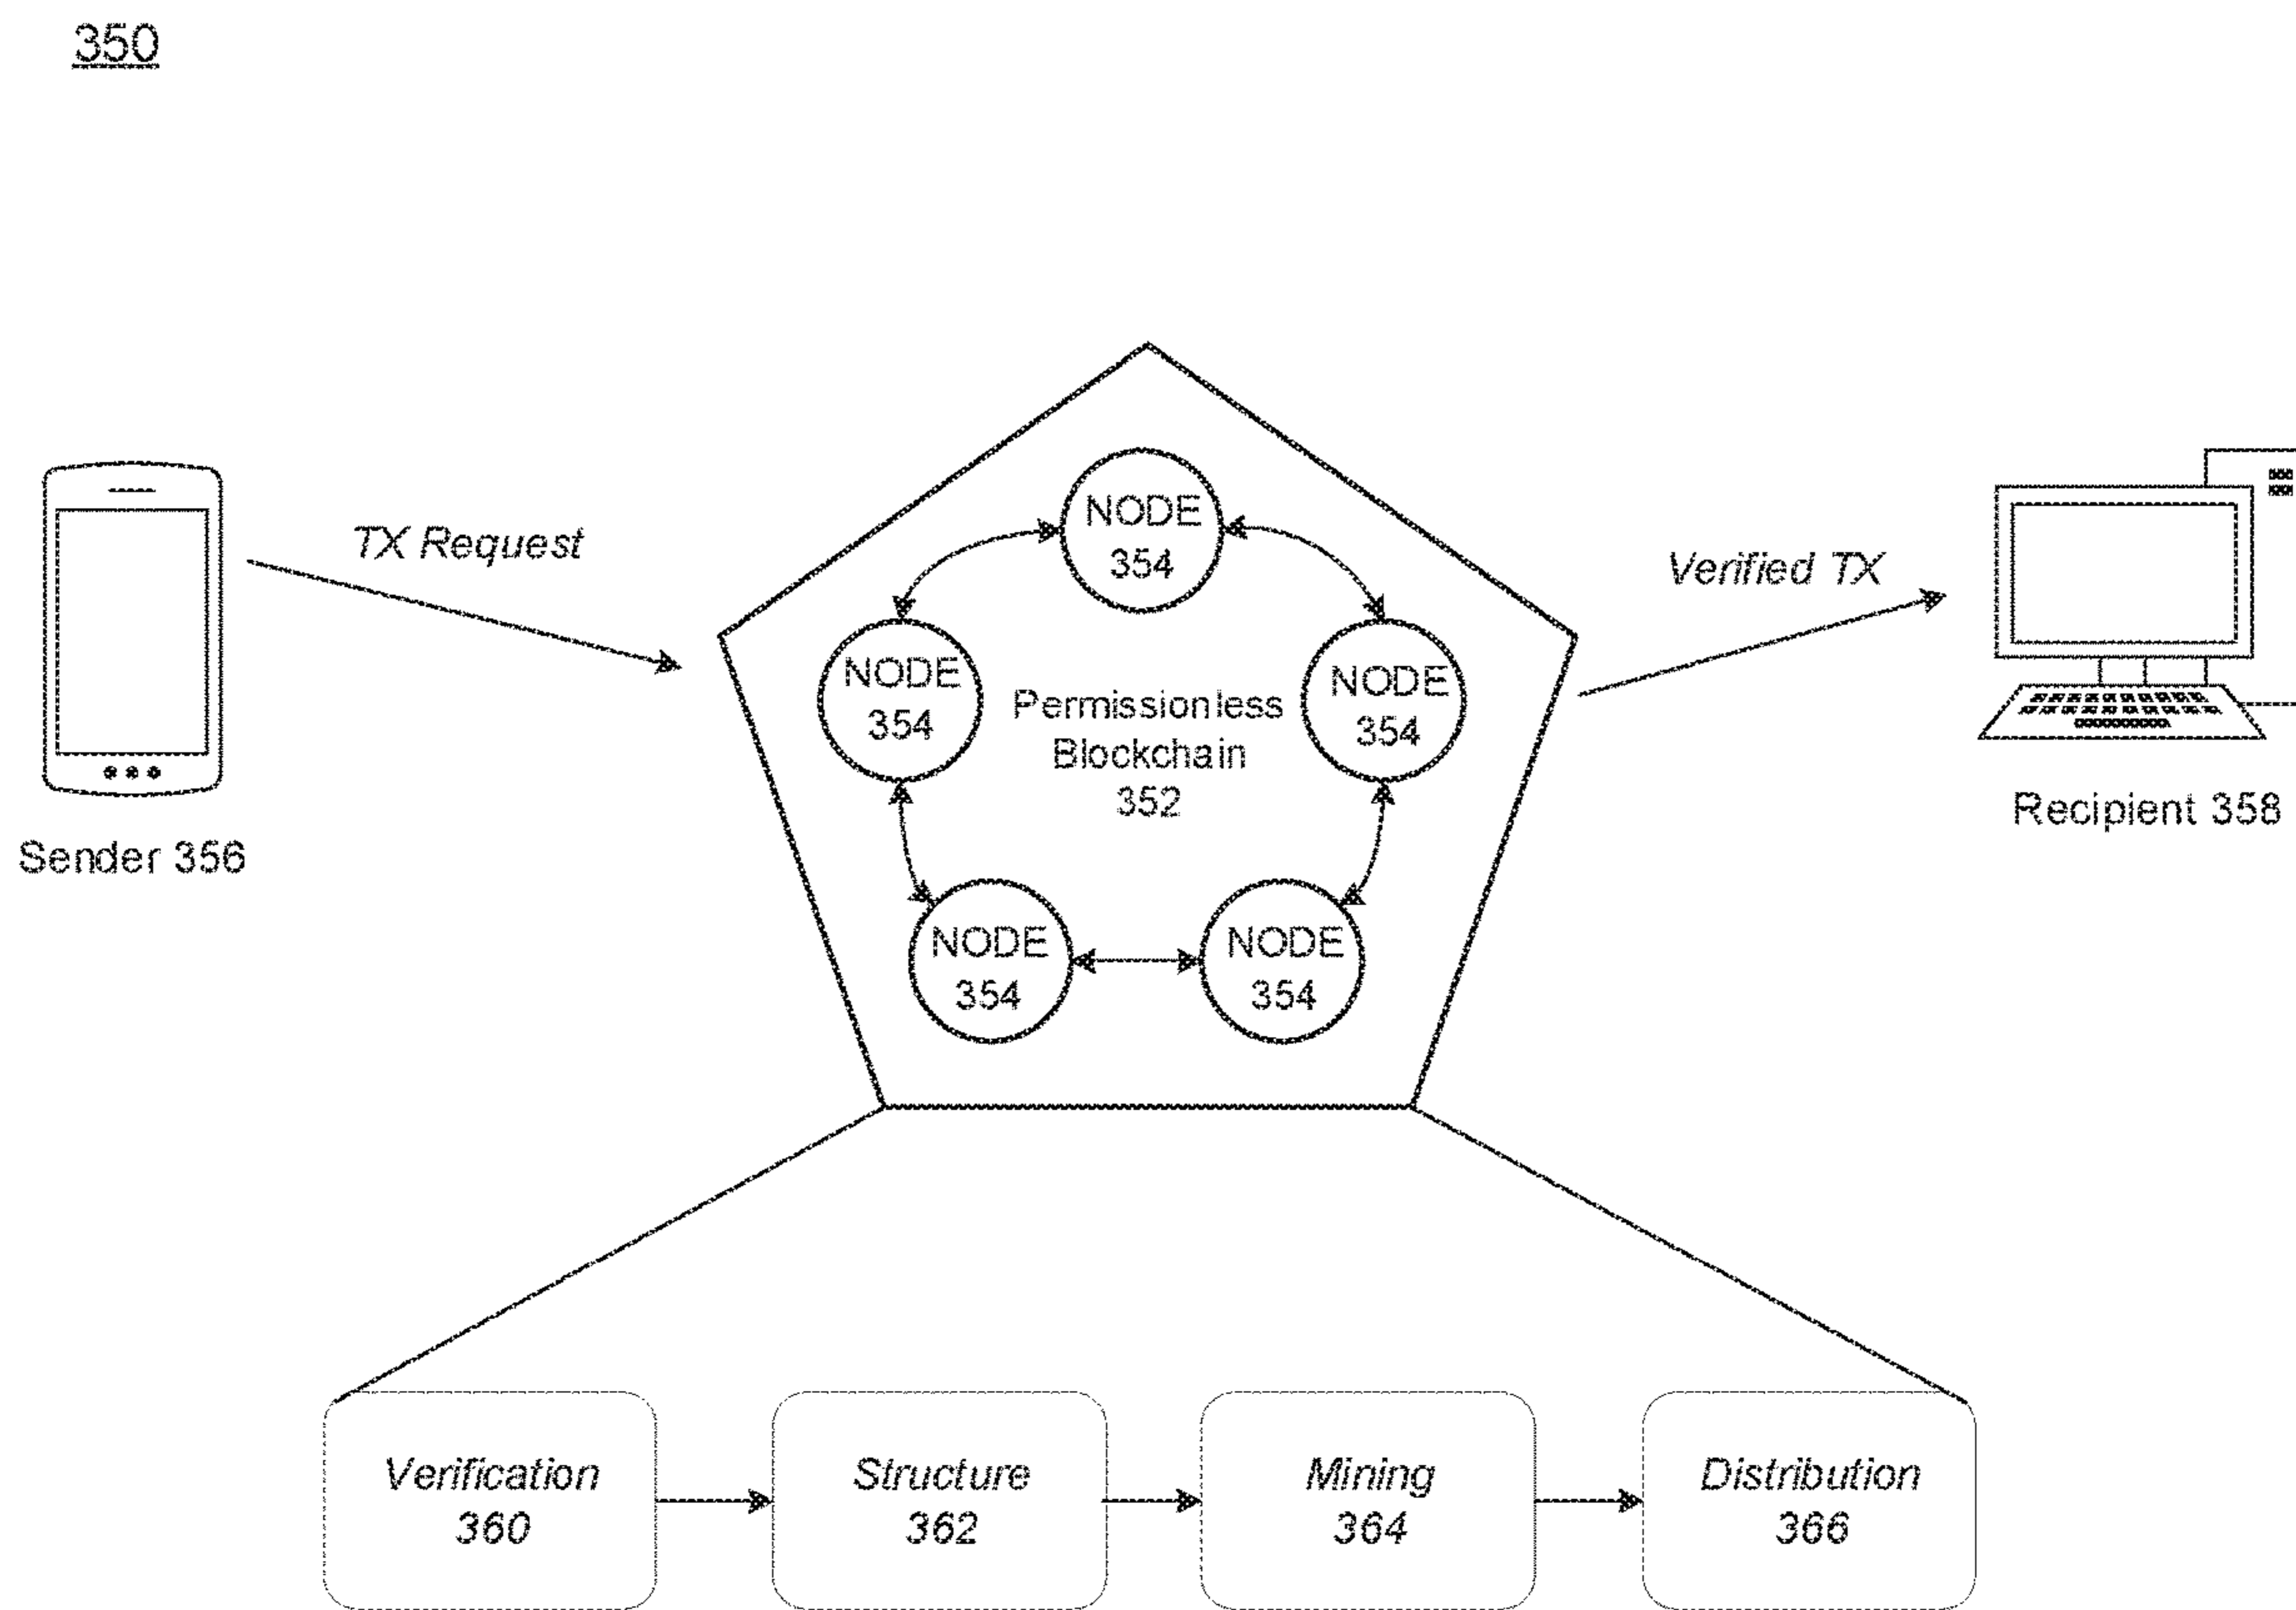 350
TX Request
Verified TX
NODE
354
NODE
354
NODE
354
Permissionless
Blockchain
352
NODE
354
NODE
354
Sender 356
Recipient 358
Verification
360
Structure
362
Mining
364
Distribution
366